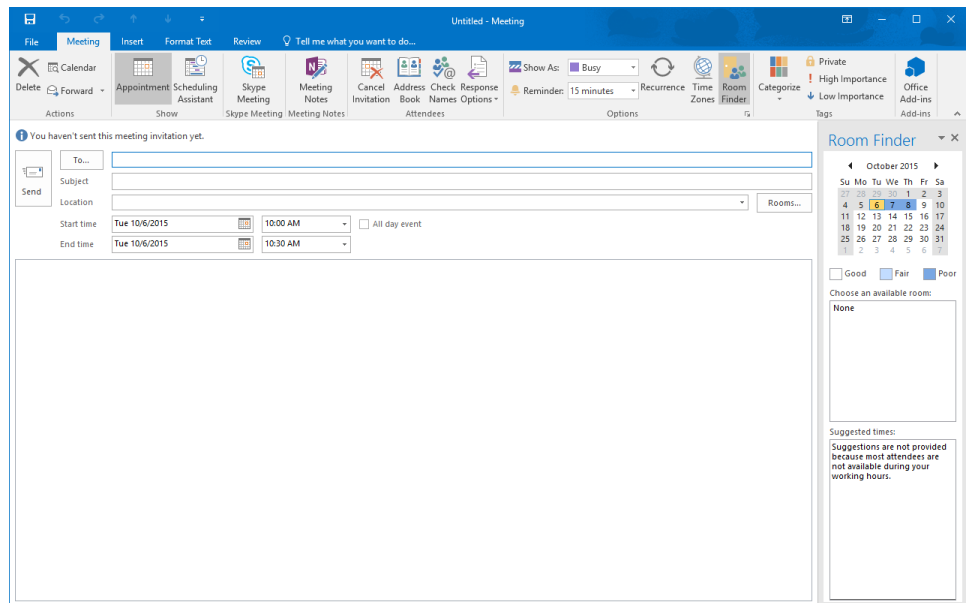 Untitled - Meeting
File Meeting Insert Format Text Review Tell me what you want to do...
Delete
Calendar
Forward
Actions
Appointment
Scheduling
Assistant
Show
Skype
Meeting
Skype Meeting
Meeting
Notes
Meeting Notes
Cancel
Invitation
Address
Book
Check
Names
Response
Options
Attendees
Show As: Busy
Reminder: 15 minutes
Recurrence
Time
Zones
Room
Finder
Options
Categorize
Private
High Importance
Low Importance
Tags
Office
Add-ins
Add-ins
You haven't sent this meeting invitation yet.
Send
To...
Subject
Location Rooms...
Start time Tue 10/6/2015 10:00 AM All day event
End time Tue 10/6/2015 10:30 AM
Room Finder
October 2015
Su Mo Tu We Th Fr Sa
27 28 29 30 1 2 3
4 5 6 7 8 9 10
11 12 13 14 15 16 17
18 19 20 21 22 23 24
25 26 27 28 29 30 31
1 2 3 4 5 6 7
Good Fair Poor
Choose an available room:
None
Suggested times:
Suggestions are not provided
because most attendees are
not available during your
working hours.